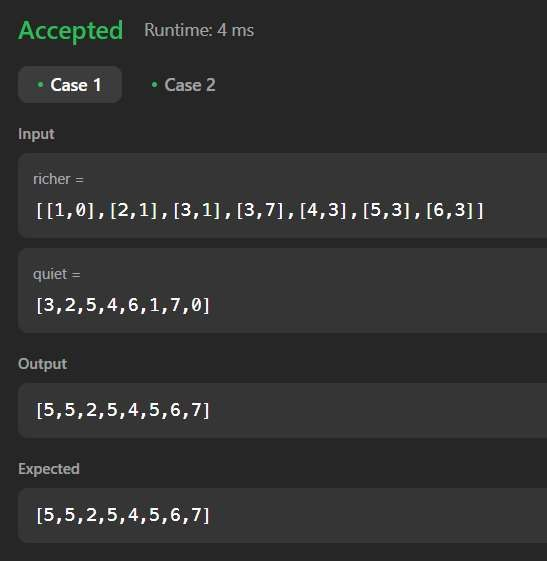 Accepted Runtime: 4 ms
• Case 1 • Case 2
Input
richer =
[[1,0],[2,1],[3,1],[3,7],[4,3],[5,3],[6,3]]
quiet =
[3,2,5,4,6,1,7,0]
Output
[5,5,2,5,4,5,6,7]
Expected
[5,5,2,5,4,5,6,7]